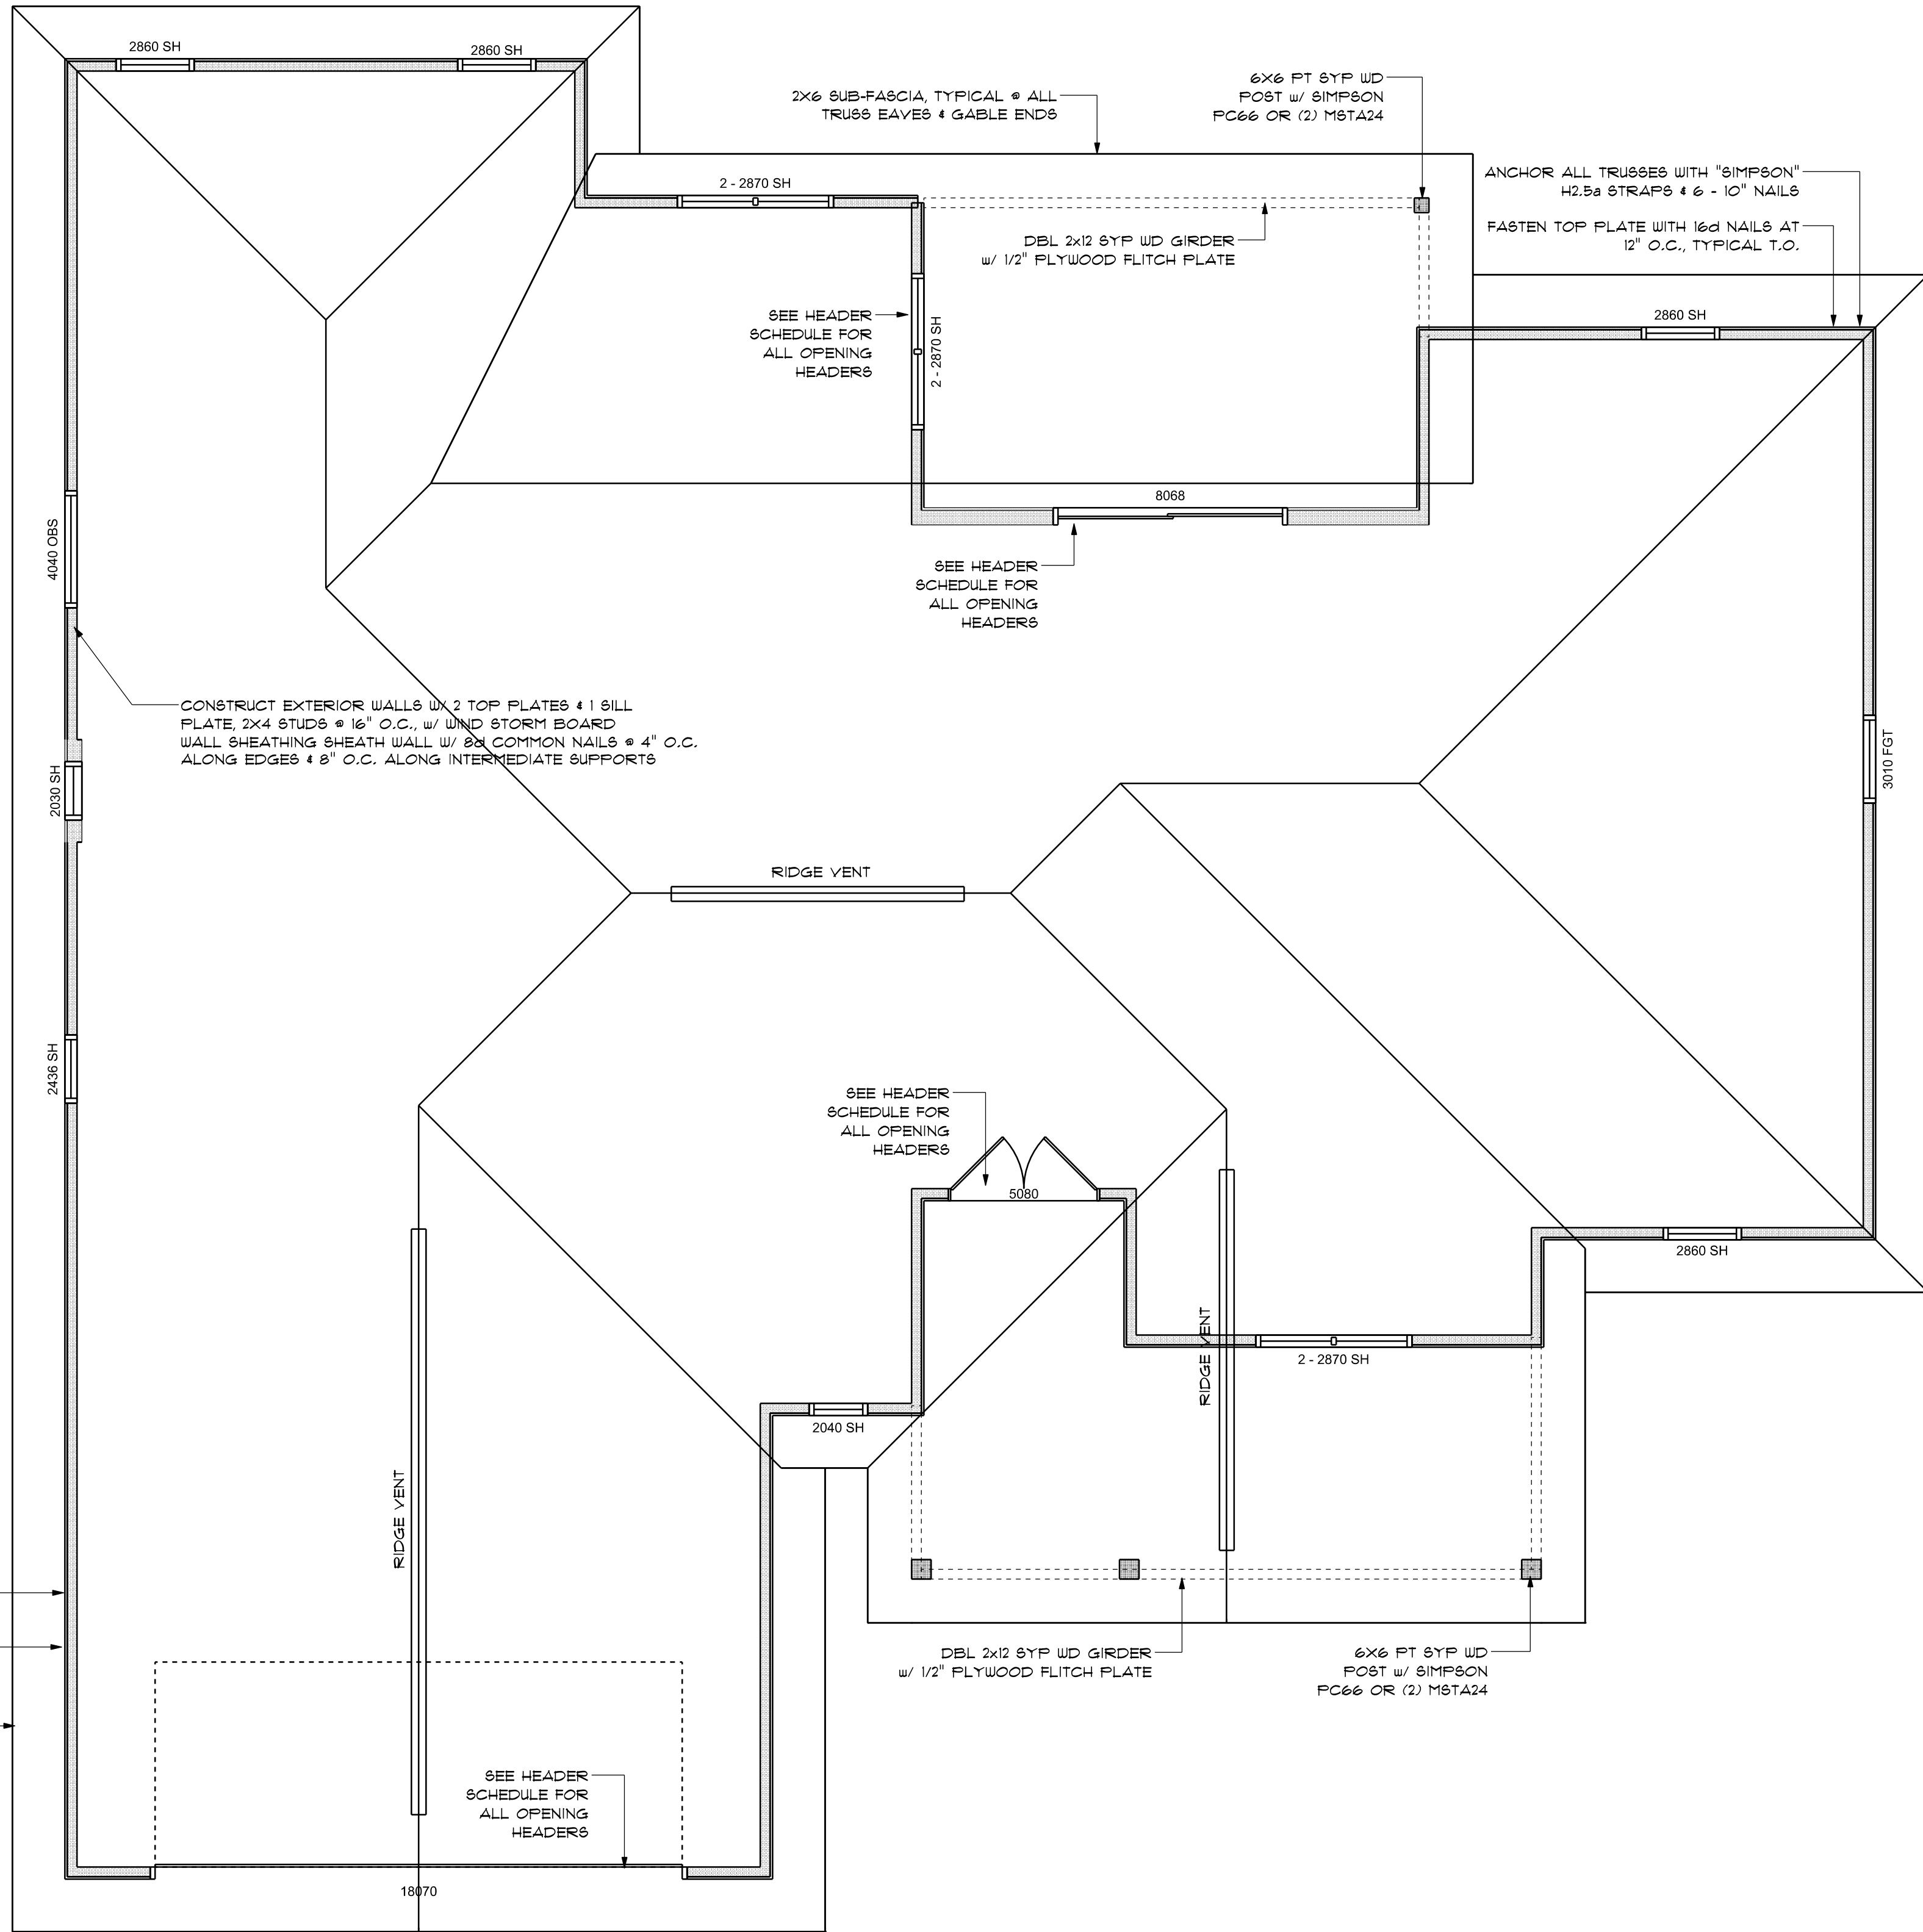 2860 SH
2860 SH
2X6 SUB-FASCIA, TYPICAL @ ALL
TRUSS EAVES & GABLE ENDS
6X6 PT SYP WD
POST w/ SIMPSON
PC66 OR (2) MSTA24
ANCHOR ALL TRUSSES WITH "SIMPSON"
H2.5a STRAPS & 6 - 10" NAILS
FASTEN TOP PLATE WITH 16d NAILS AT
12" O.C., TYPICAL T.O.
2 - 2870 SH
DBL 2x12 SYP WD GIRDER
w/ 1/2" PLYWOOD FLITCH PLATE
SEE HEADER
SCHEDULE FOR
ALL OPENING
HEADERS
2 - 2870 SH
2860 SH
8068
4040 OBS
SEE HEADER
SCHEDULE FOR
ALL OPENING
HEADERS
CONSTRUCT EXTERIOR WALLS W/ 2 TOP PLATES & 1 SILL
PLATE, 2X4 STUDS @ 16" O.C., w/ WIND STORM BOARD
WALL SHEATHING SHEATH WALL W/ 8d COMMON NAILS @ 4" O.C.
ALONG EDGES & 8" O.C. ALONG INTERMEDIATE SUPPORTS
2030 SH
3010 FGT
RIDGE VENT
2436 SH
SEE HEADER
SCHEDULE FOR
ALL OPENING
HEADERS
5080
2860 SH
RIDGE VENT
2 - 2870 SH
2040 SH
RIDGE VENT
DBL 2x12 SYP WD GIRDER
w/ 1/2" PLYWOOD FLITCH PLATE
6X6 PT SYP WD
POST w/ SIMPSON
PC66 OR (2) MSTA24
SEE HEADER
SCHEDULE FOR
ALL OPENING
HEADERS
18070